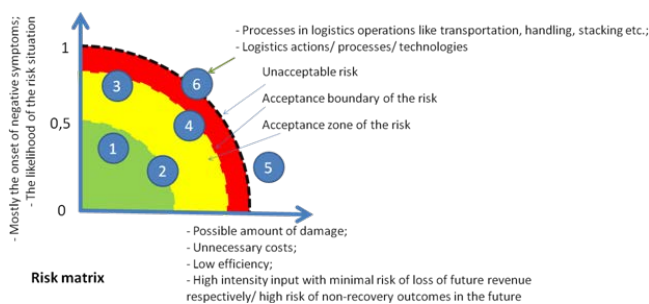 - Processes in logistics operations like transportation, handling, stacking etc.;
- Logistics actions/ processes/ technologies
- Mostly the onset of negative symptoms;
- The likelihood of the risk situation
1
0,5
0
3
6
4
1
2
5
Unacceptable risk
Acceptance boundary of the risk
Acceptance zone of the risk
- Possible amount of damage;
- Unnecessary costs;
- Low efficiency;
- High intensity input with minimal risk of loss of future revenue
respectively/ high risk of non-recovery outcomes in the future
Risk matrix